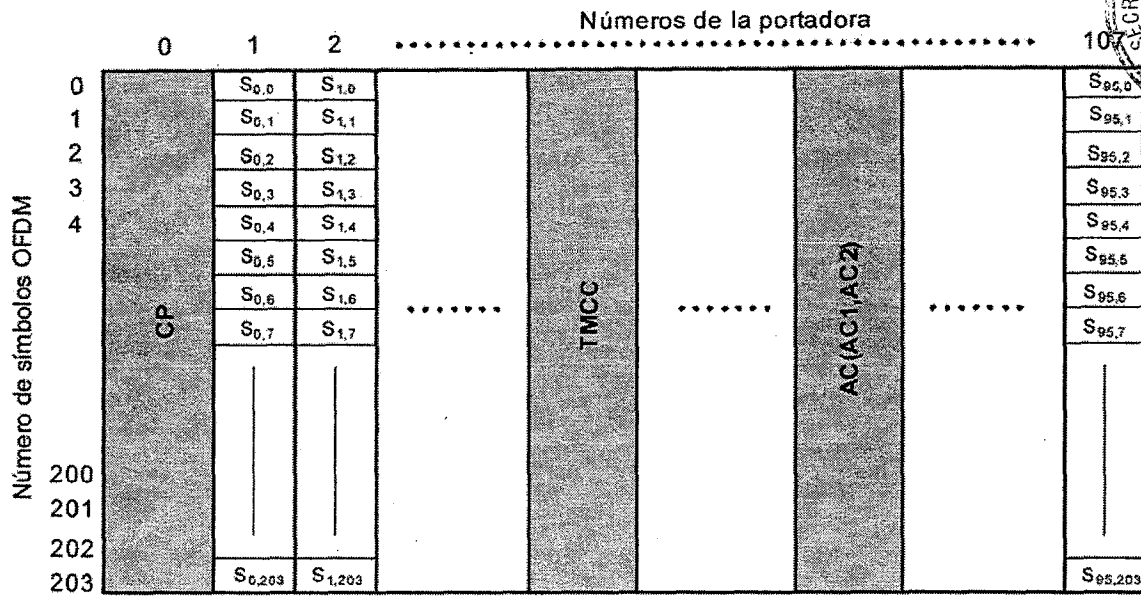 Números de la portadora
0 1 2 107
0 S0,0 S1,0 S95,0
1 S0,1 S1,1 S95,1
2 S0,2 S1,2 S95,2
3 S0,3 S1,3 S95,3
4 S0,4 S1,4 S95,4
S0,5 S1,5 S95,5
S0,6 S1,6 S95,6
S0,7 S1,7 S95,7
Número de símbolos OFDM
CP
TMCC
AC(AC1,AC2)
200
201
202
203 S0,203 S1,203 S95,203